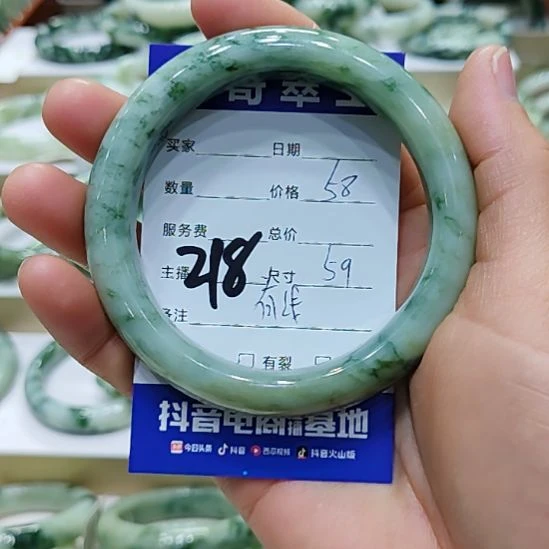 买家 日期
数量 价格 58
服务费 总价
主播 218 尺寸 59
备注
有裂
抖音电商直播基地
今日头条 抖音 西瓜视频 抖音火山版